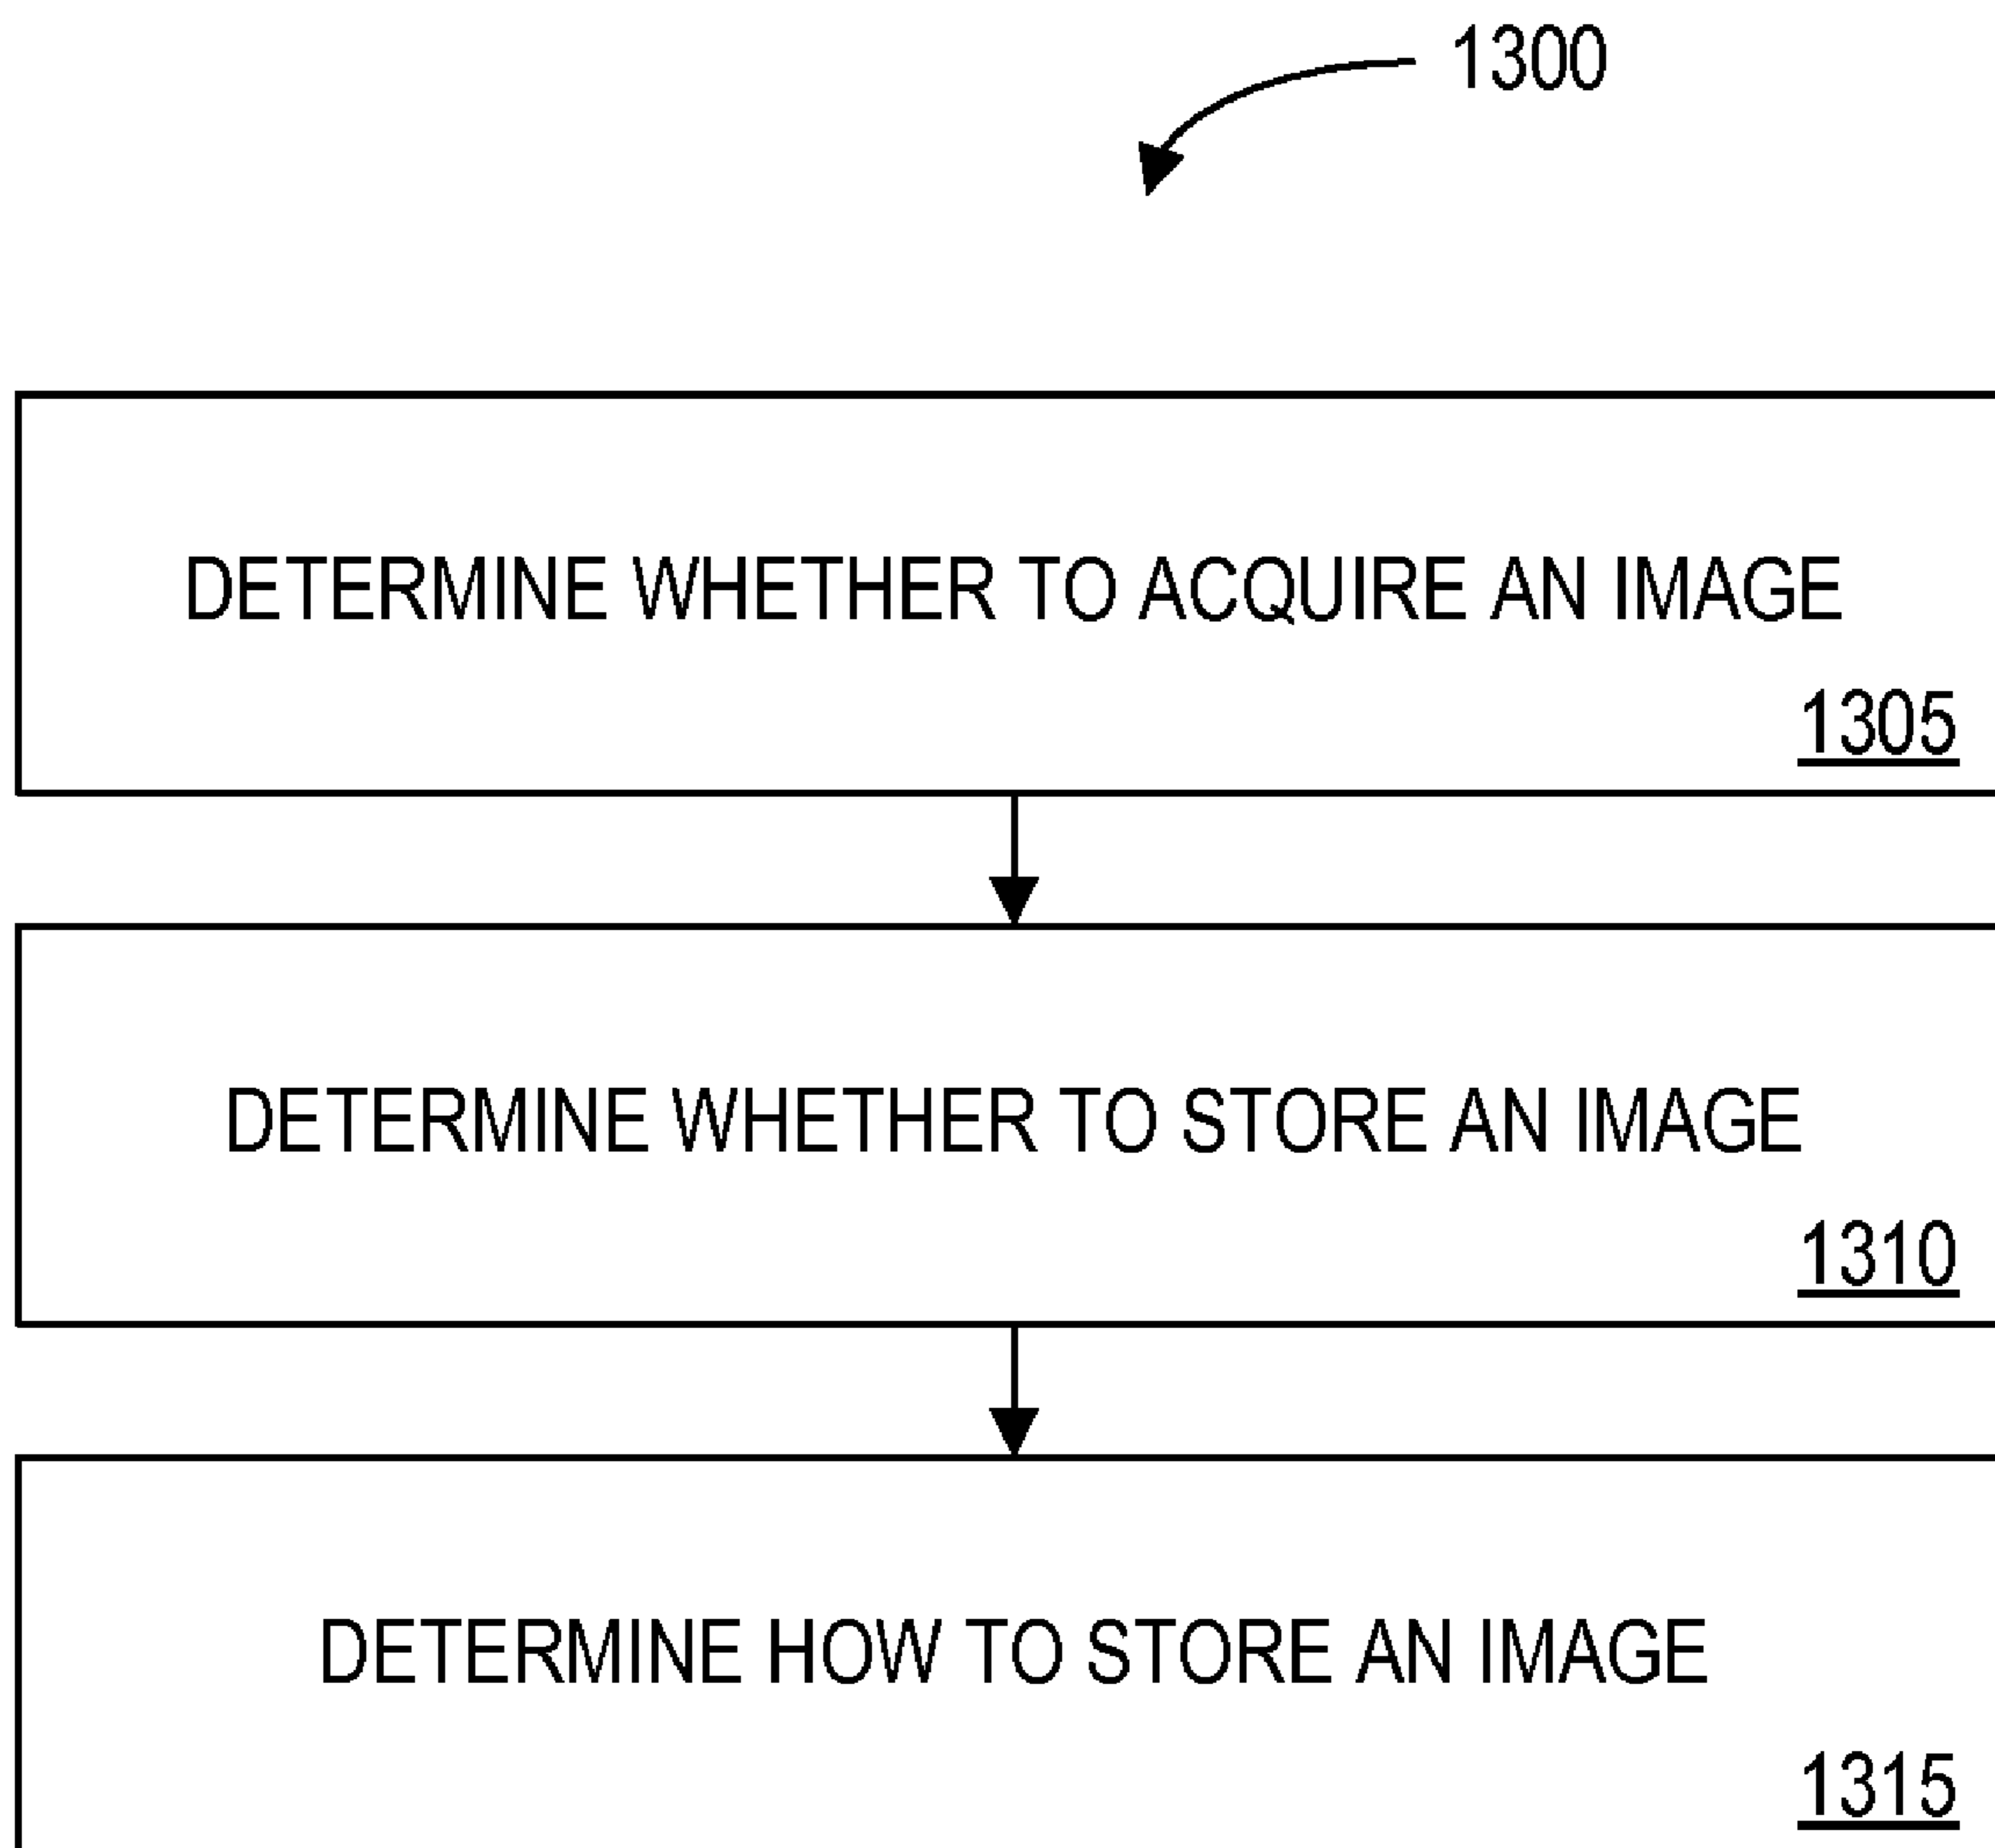 1300
DETERMINE WHETHER TO ACQUIRE AN IMAGE
1305
DETERMINE WHETHER TO STORE AN IMAGE
1310
DETERMINE HOW TO STORE AN IMAGE
1315